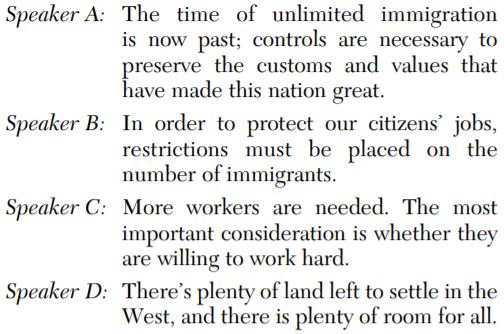 Speaker A: The time of unlimited immigration
is now past; controls are necessary to
preserve the customs and values that
have made this nation great.
Speaker B: In order to protect our citizens’ jobs,
restrictions must be placed on the
number of immigrants.
Speaker C: More workers are needed. The most
important consideration is whether they
are willing to work hard.
Speaker D: There’s plenty of land left to settle in the
West, and there is plenty of room for all.